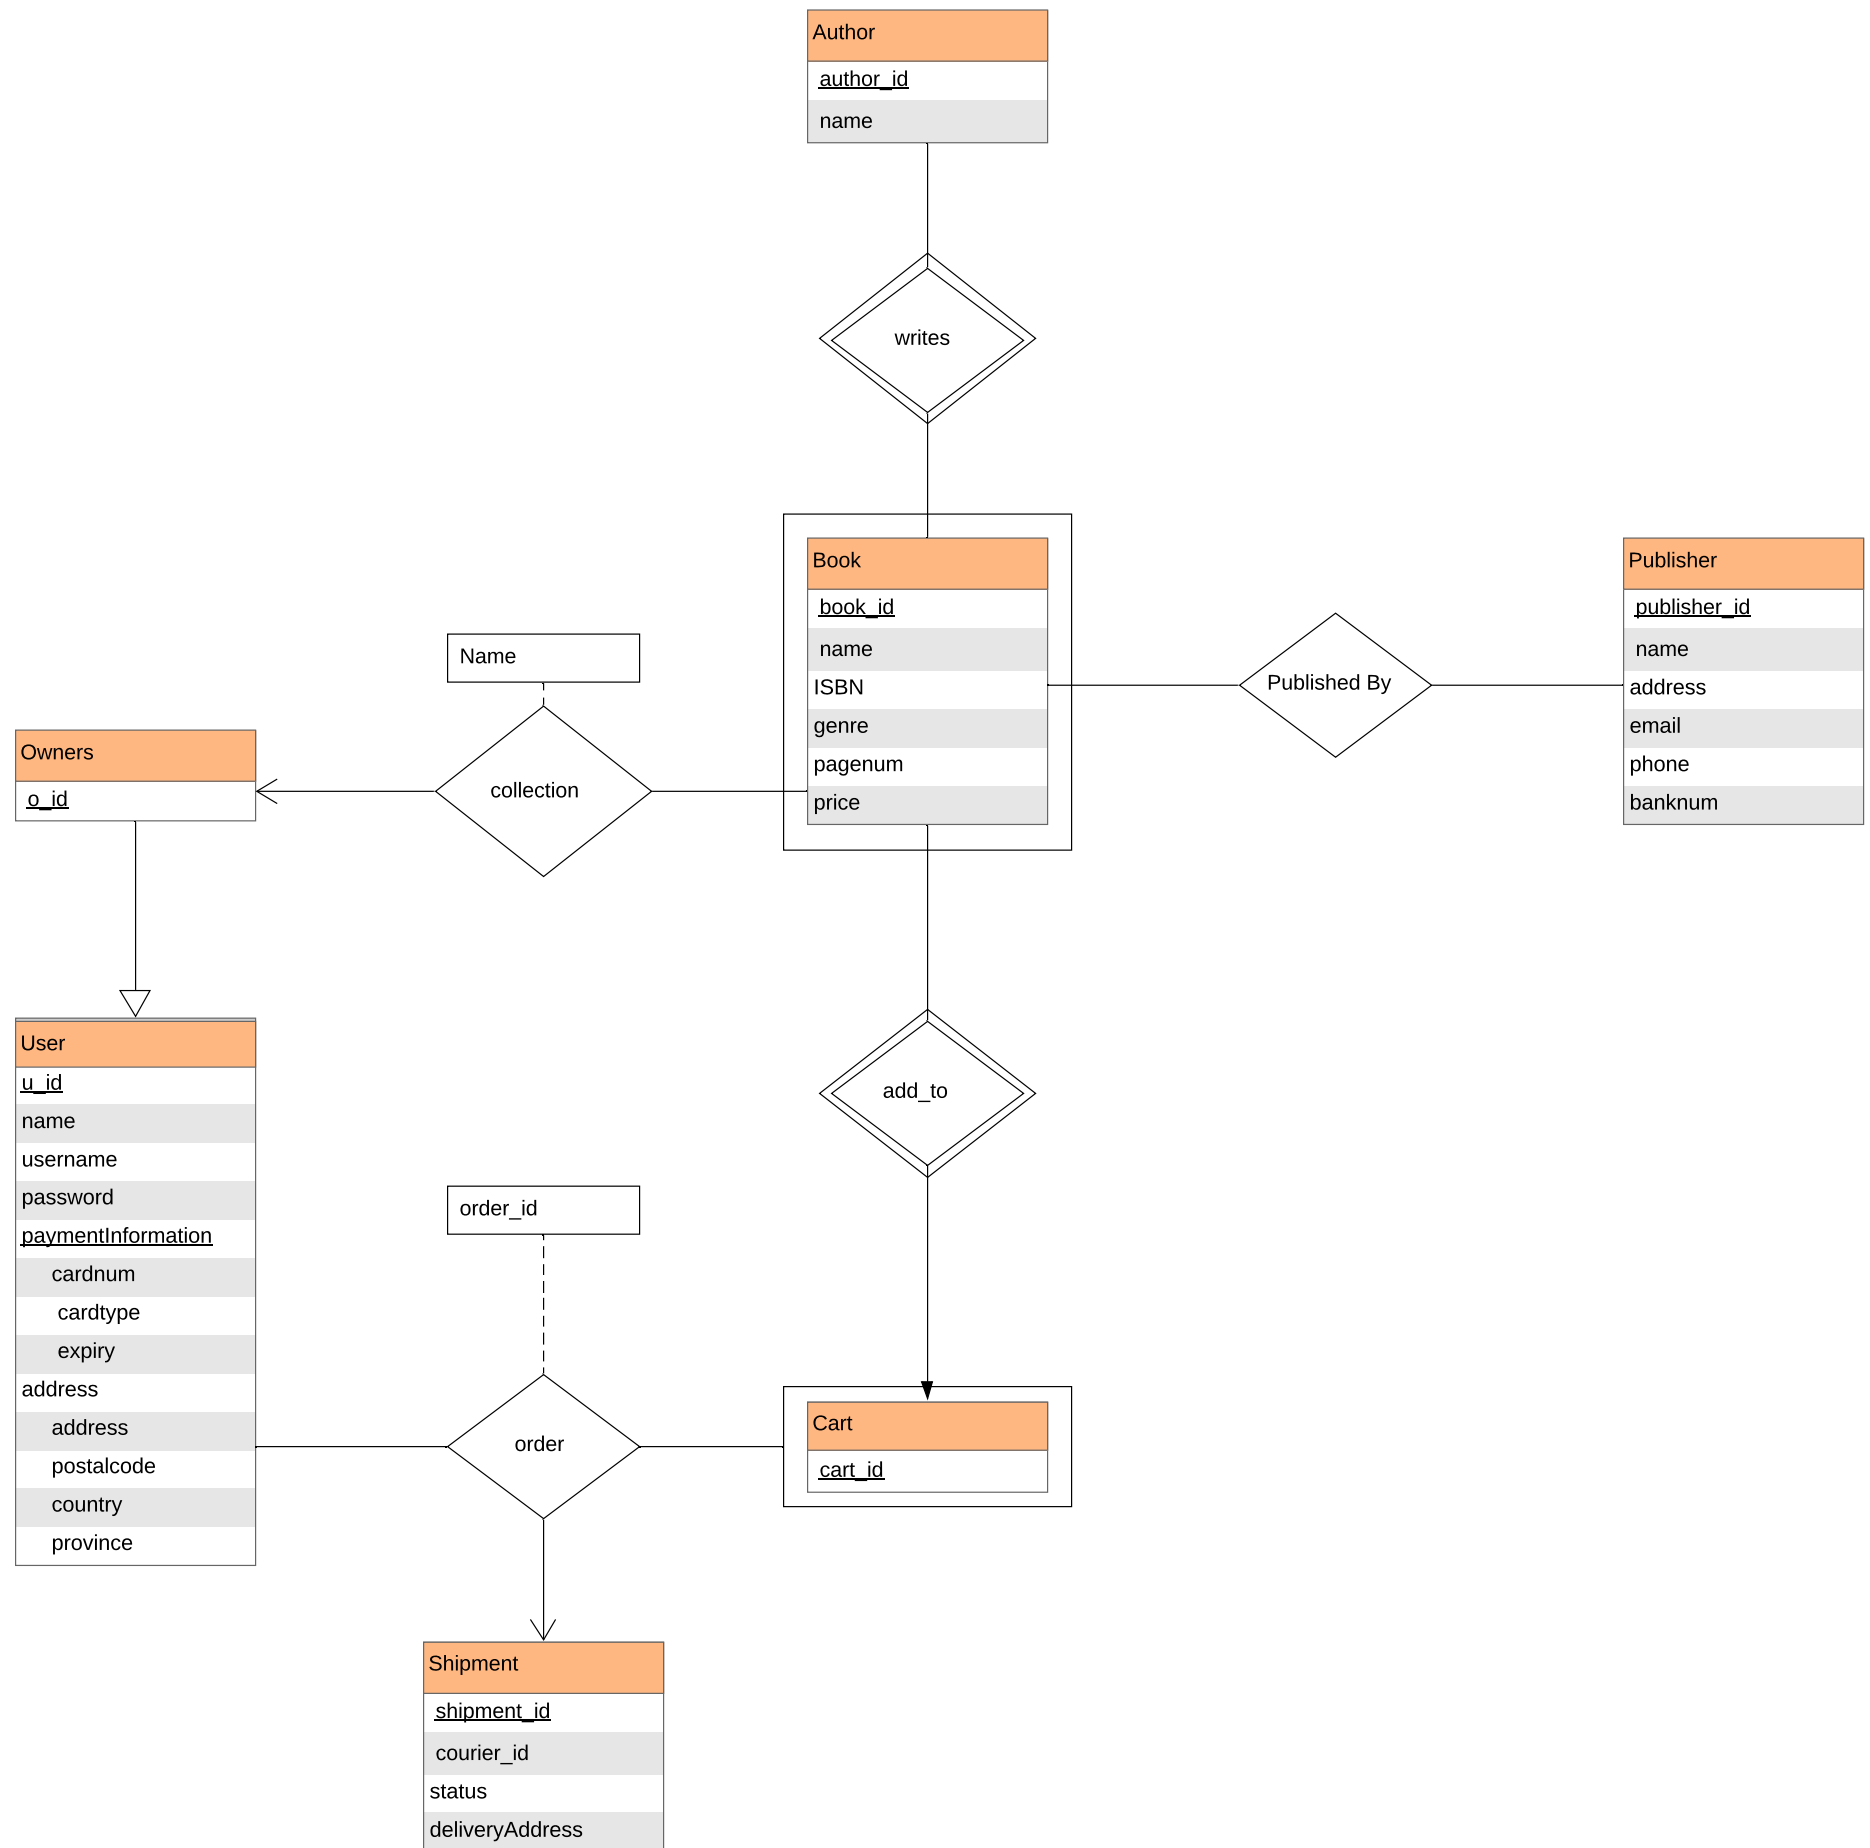 Author
author_id
name
writes
Book
book_id
name
ISBN
genre
pagenum
price
Published By
Publisher
publisher_id
name
address
email
phone
banknum
Name
collection
Owners
o_id
User
u_id
name
username
password
paymentInformation
cardnum
cardtype
expiry
address
address
postalcode
country
province
add_to
order_id
order
Cart
cart_id
Shipment
shipment_id
courier_id
status
deliveryAddress